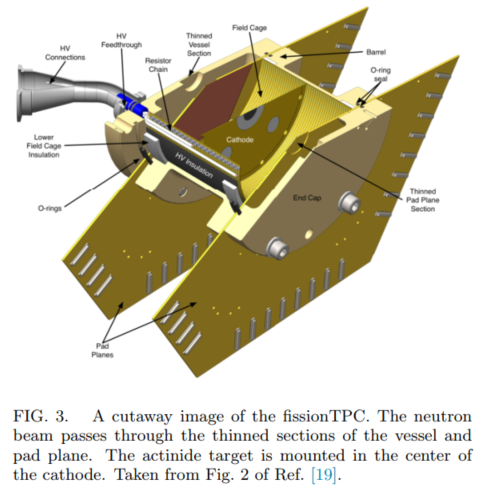 Field Cage
Thinned
Vessel
Section
HV
Feedthrough
HV
Connections
Resistor
Chain
Barrel
O-ring
seal
Cathode
Lower
Field Cage
Insulation
HV Insulation
Thinned
Pad Plane
Section
End Cap
O-rings
Pad
Planes
FIG. 3. A cutaway image of the fissionTPC. The neutron
beam passes through the thinned sections of the vessel and
pad plane. The actinide target is mounted in the center of
the cathode. Taken from Fig. 2 of Ref. [19].